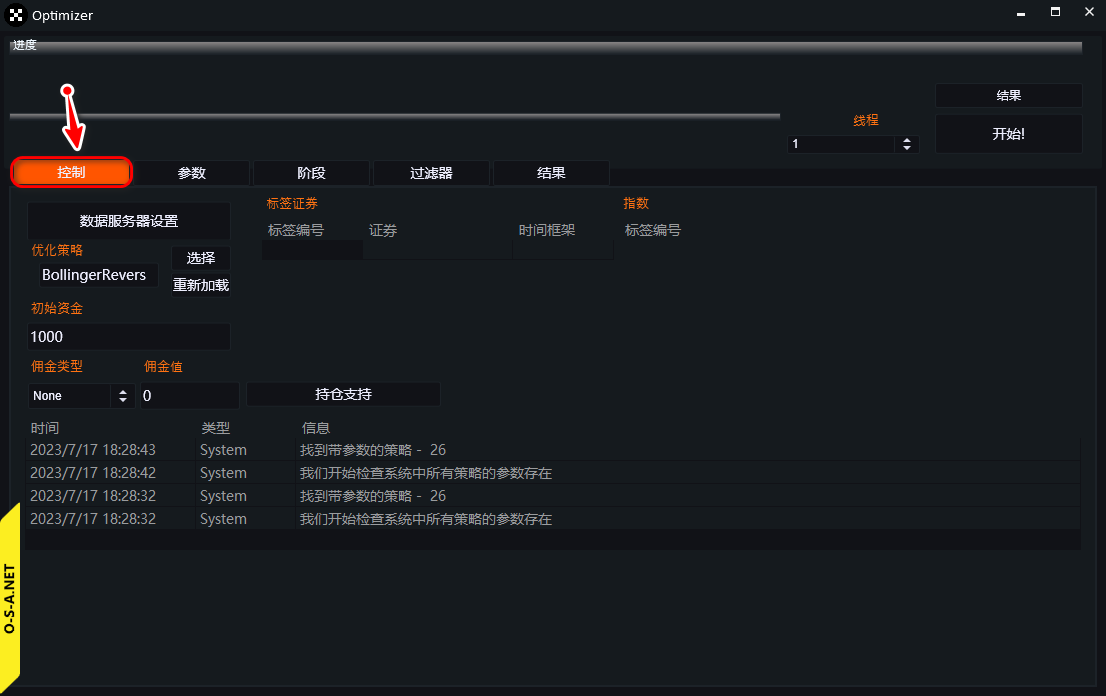 Optimizer
进度
结果
线程
1
开始!
控制 参数 阶段 过滤器 结果
数据服务器设置
标签证券
指数
标签编号 证券 时间框架 标签编号
优化策略
选择
BollingerRevers
重新加载
初始资金
1000
佣金类型 佣金值
None 0 持仓支持
时间 类型 信息
2023/7/17 18:28:43 System 找到带参数的策略 - 26
2023/7/17 18:28:42 System 我们开始检查系统中所有策略的参数存在
2023/7/17 18:28:32 System 找到带参数的策略 - 26
2023/7/17 18:28:32 System 我们开始检查系统中所有策略的参数存在
O-S-A.NET